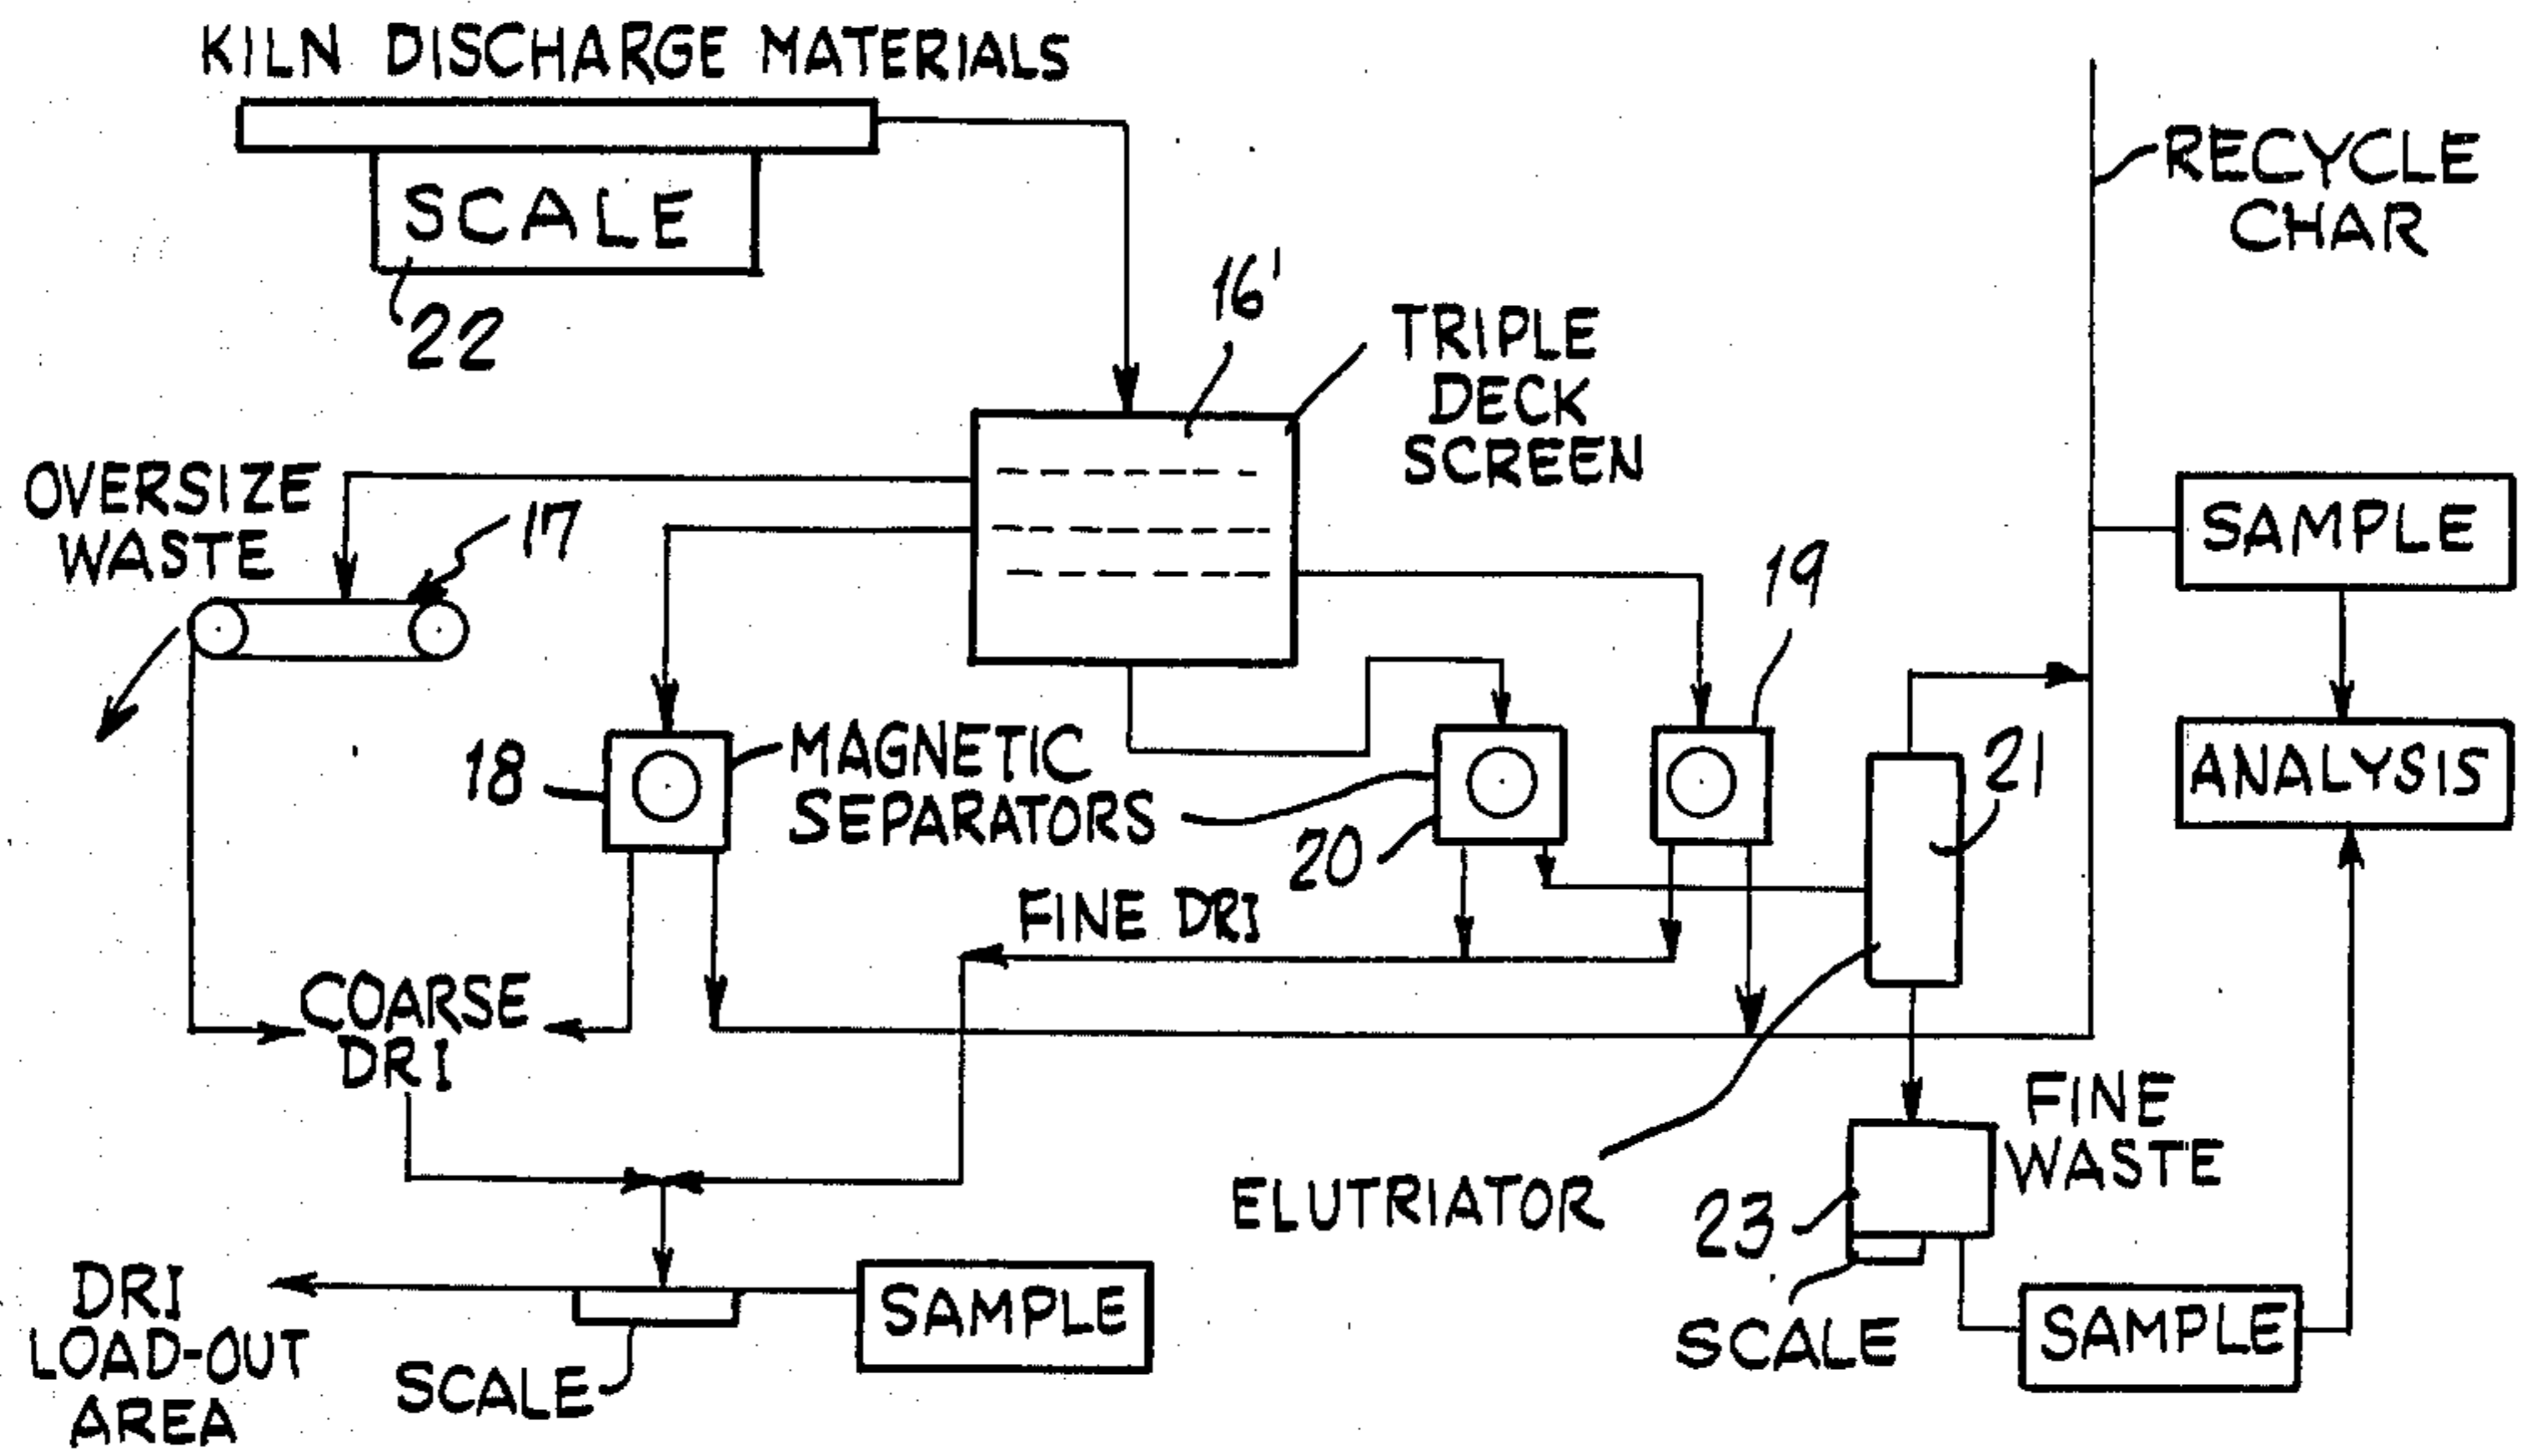 KILN DISCHARGE MATERIALS
SCALE
22
RECYCLE
CHAR
16'
TRIPLE
DECK
SCREEN
OVERSIZE
WASTE
17
SAMPLE
19
18
MAGNETIC
SEPARATORS
20
21
ANALYSIS
FINE DRI
COARSE
DRI
FINE
WASTE
ELUTRIATOR
23
SCALE
SAMPLE
DRI
LOAD-OUT
AREA
SCALE
SAMPLE